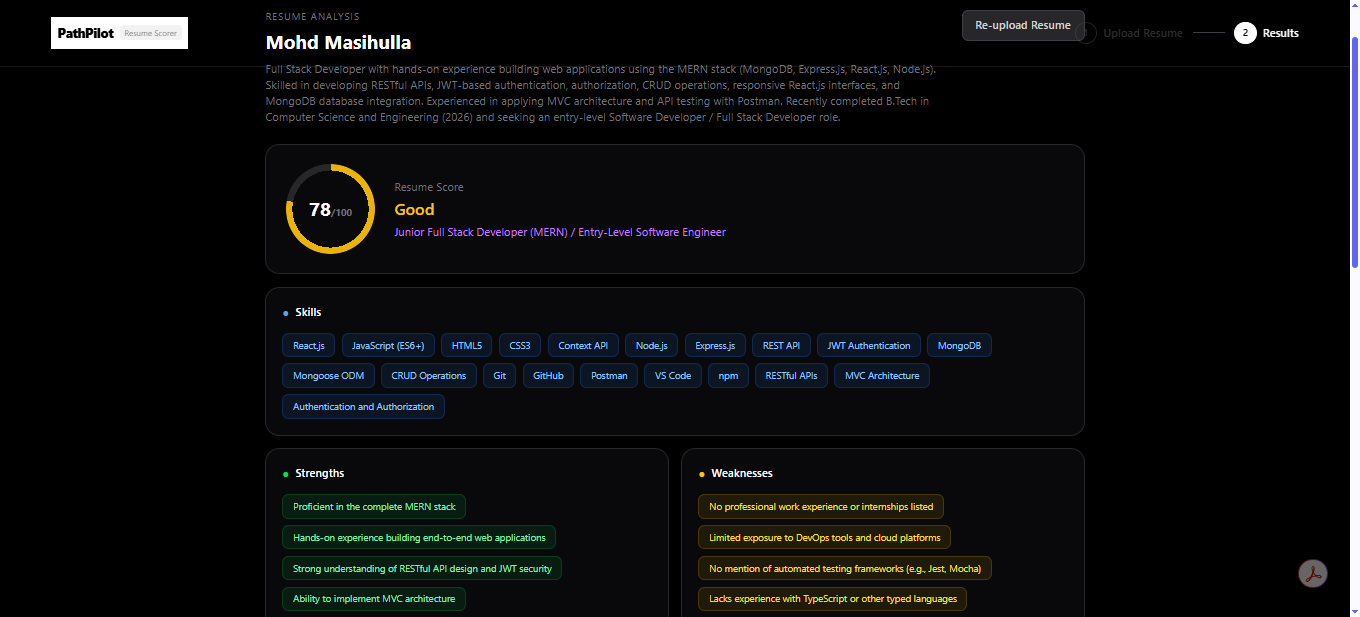 PathPilot Resume Scorer
RESUME ANALYSIS
Mohd Masihulla
Re-upload Resume
1 Upload Resume
2 Results
Full Stack Developer with hands-on experience building web applications using the MERN stack (MongoDB, Express.js, React.js, Node.js).
Skilled in developing RESTful APIs, JWT-based authentication, authorization, CRUD operations, responsive React.js interfaces, and
MongoDB database integration. Experienced in applying MVC architecture and API testing with Postman. Recently completed B.Tech in
Computer Science and Engineering (2026) and seeking an entry-level Software Developer / Full Stack Developer role.
78/100
Resume Score
Good
Junior Full Stack Developer (MERN) / Entry-Level Software Engineer
Skills
React.js JavaScript (ES6+) HTML5 CSS3 Context API Node.js Express.js REST API JWT Authentication MongoDB
Mongoose ODM CRUD Operations Git GitHub Postman VS Code npm RESTful APIs MVC Architecture
Authentication and Authorization
Strengths
Proficient in the complete MERN stack
Hands-on experience building end-to-end web applications
Strong understanding of RESTful API design and JWT security
Ability to implement MVC architecture
Weaknesses
No professional work experience or internships listed
Limited exposure to DevOps tools and cloud platforms
No mention of automated testing frameworks (e.g., Jest, Mocha)
Lacks experience with TypeScript or other typed languages